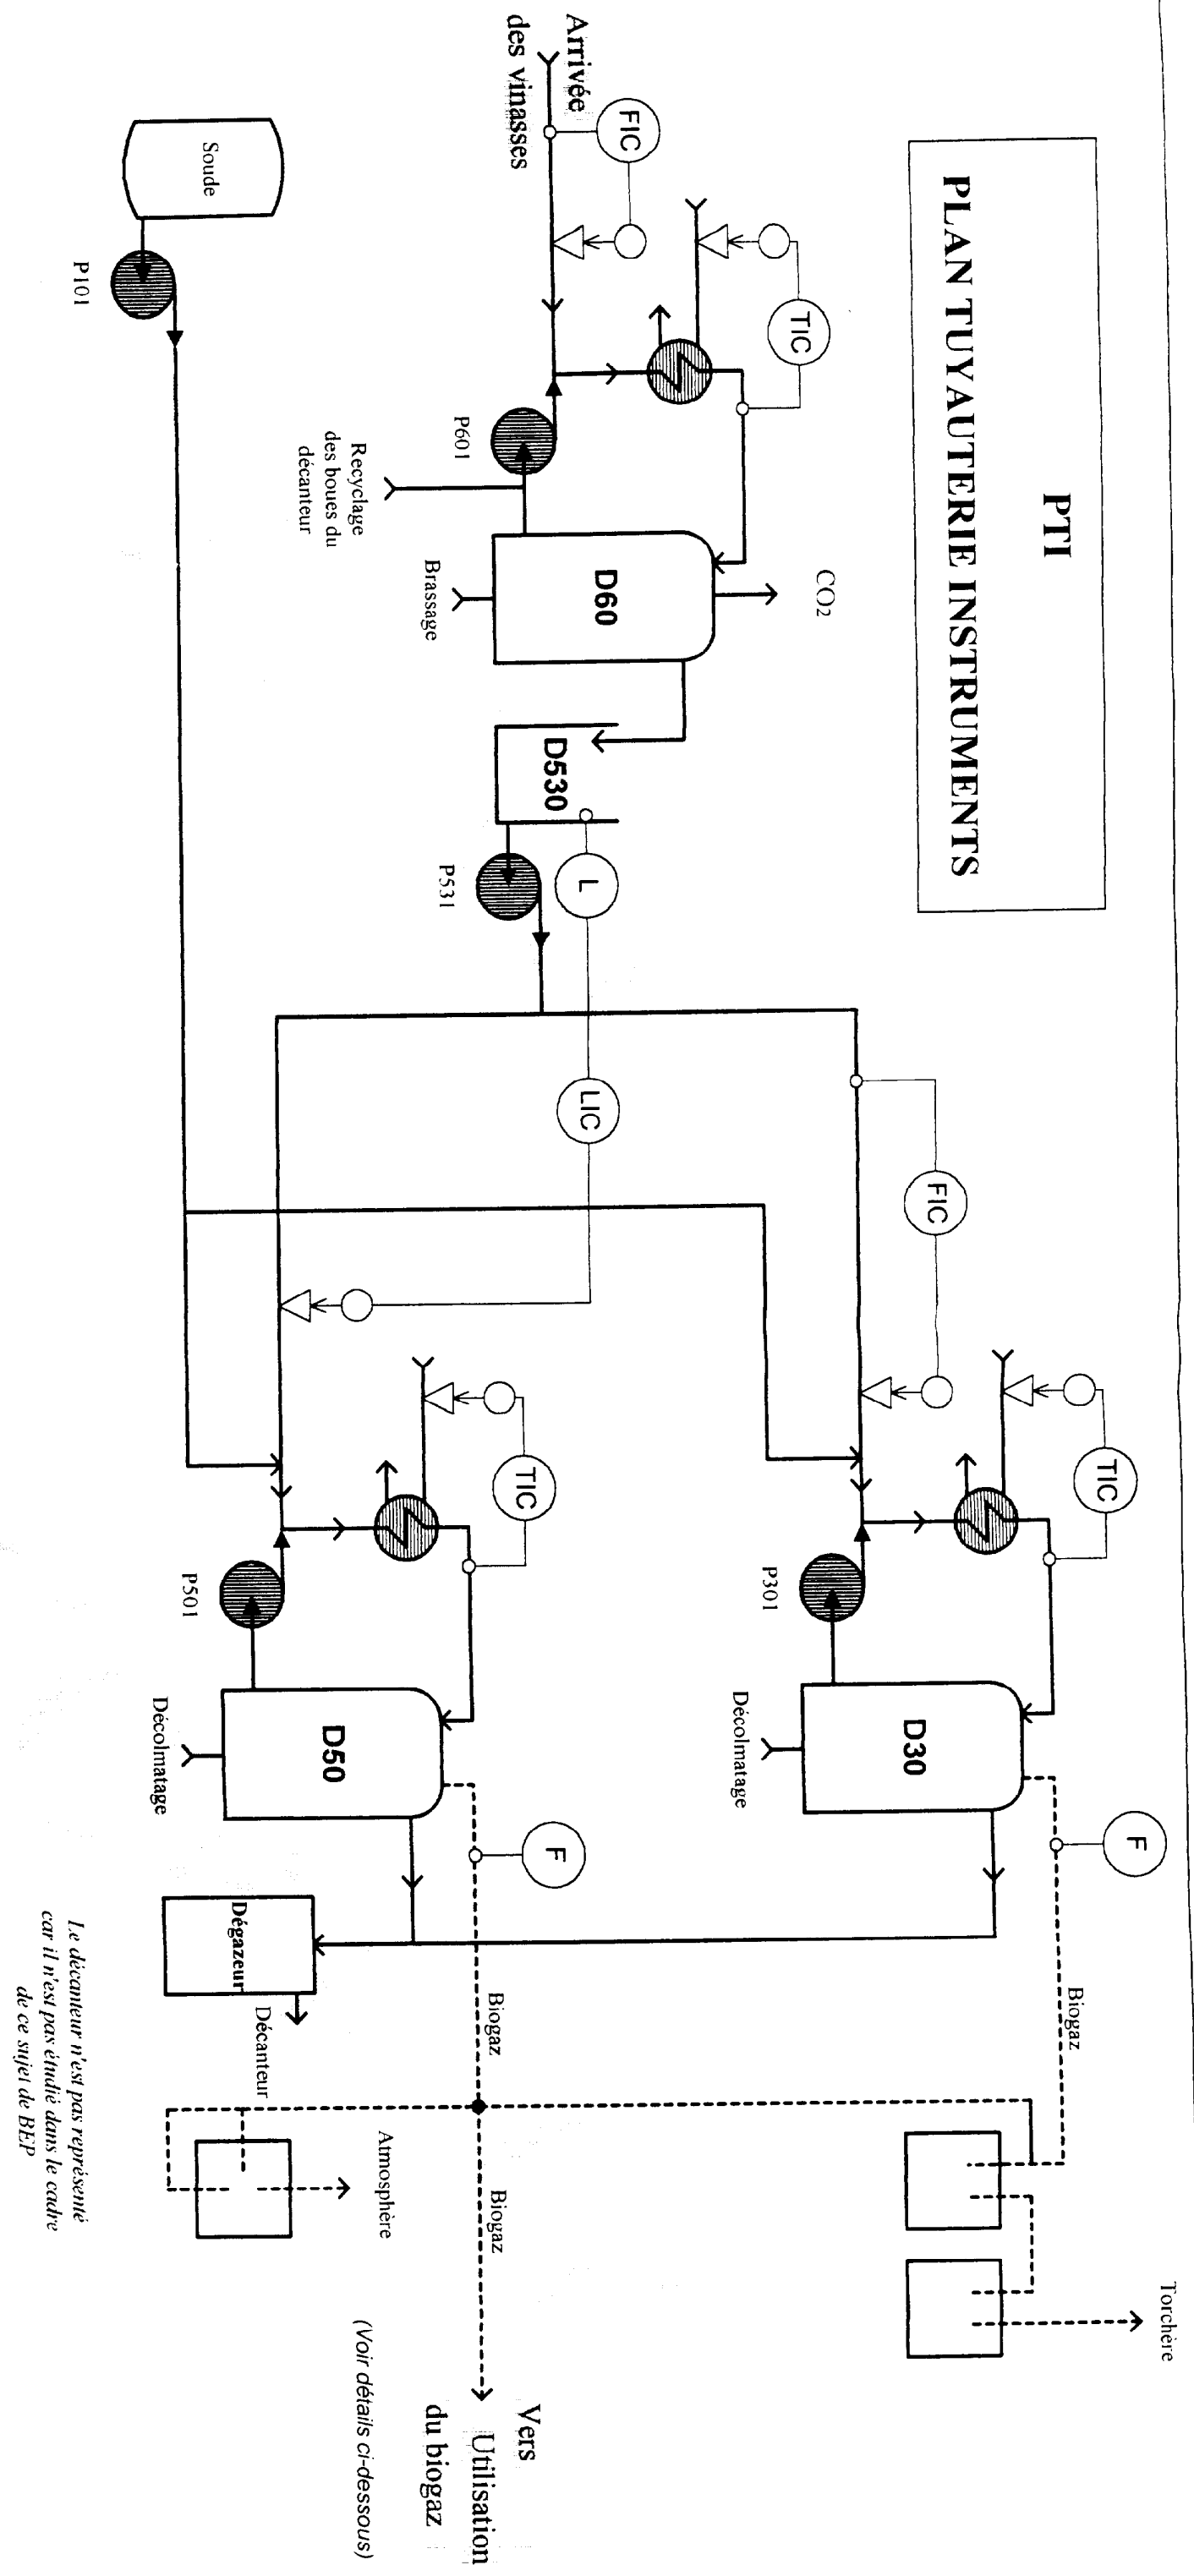 PTI
PLAN TUYAUTERIE INSTRUMENTS
Arrivée
des vinasses
FIC
TIC
CO2
P601
Recyclage
des boues du
décanteur
Brassage
D60
D530
P531
L
LIC
Soude
P101
FIC
TIC
P301
D30
Décolmatage
F
Biogaz
Torchère
TIC
P501
D50
Décolmatage
F
Biogaz
Biogaz
Dégazeur
Décanteur
Atmosphère
Vers
Utilisation
du biogaz
(Voir détails ci-dessous)
Le décanteur n'est pas représenté
car il n'est pas étudié dans le cadre
de ce sujet de BEP